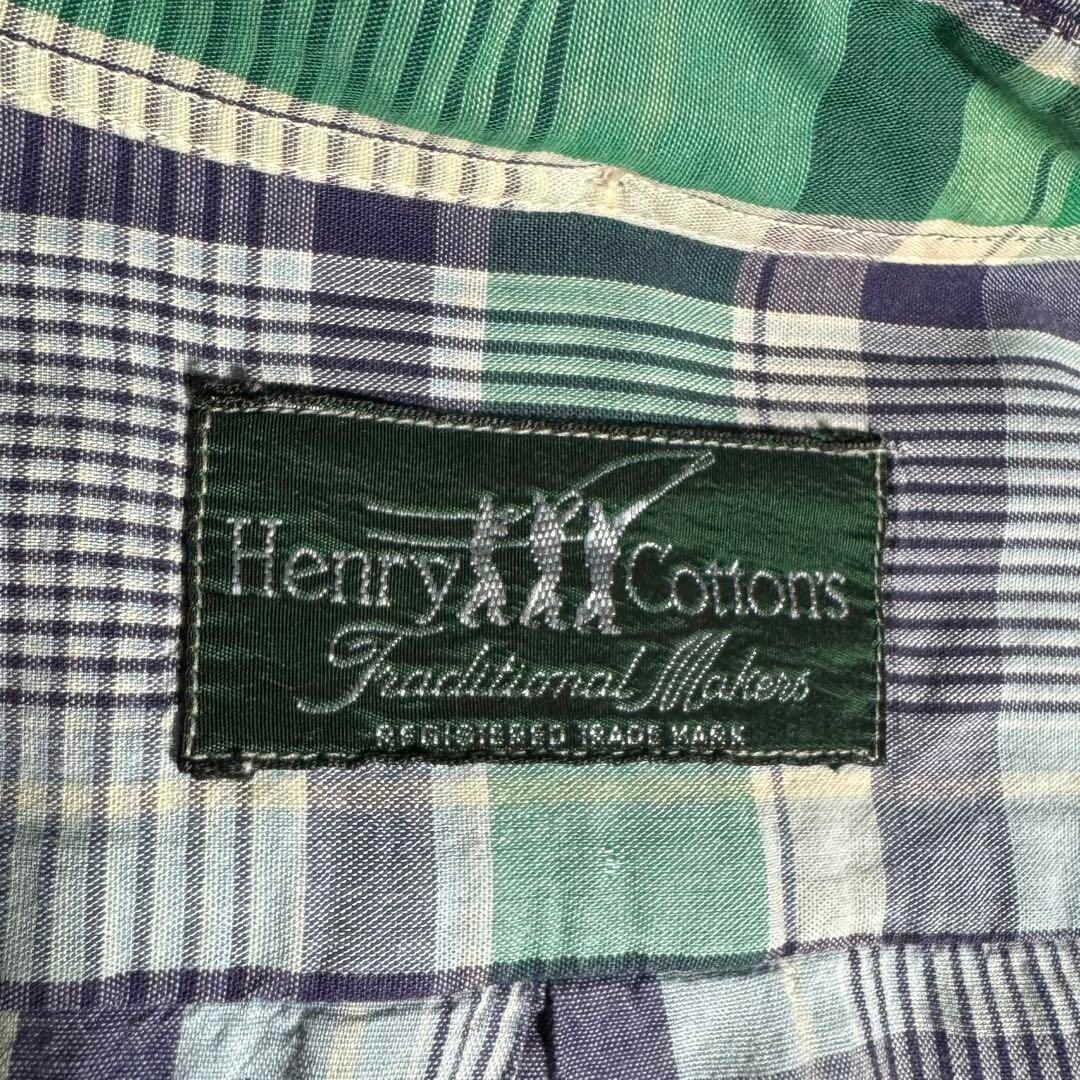 Henry Cotton's
Traditional Makers
REGISTERED TRADE MARK